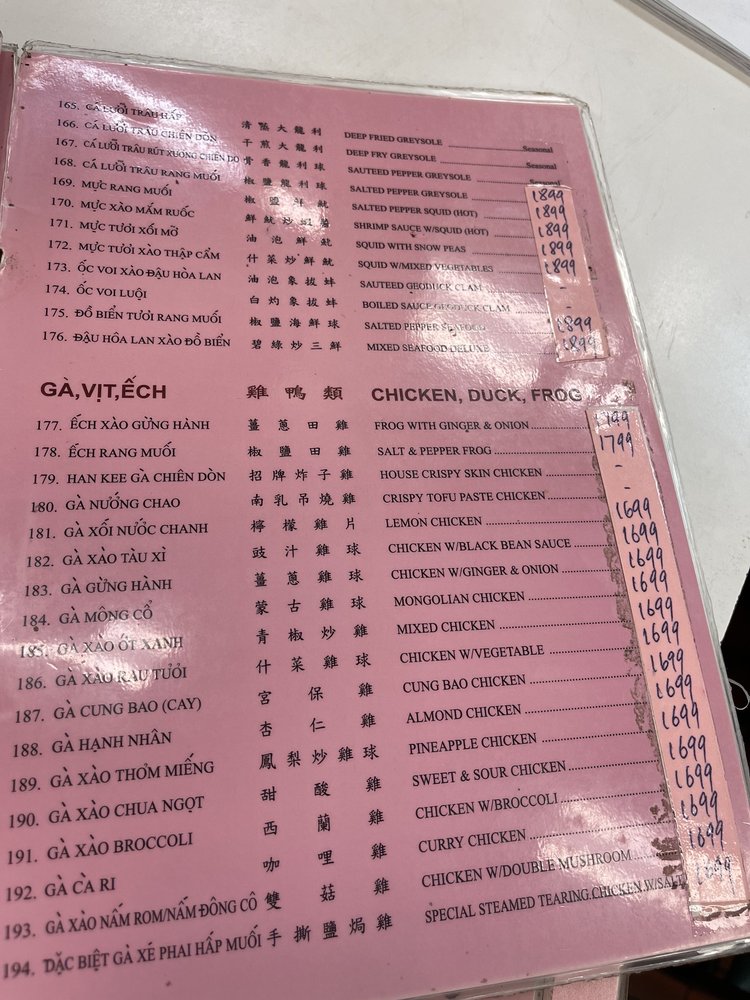 165. CÁ LƯỠI TRÂU HẤP 清蒸大龍利 DEEP FRIED GREYSOLE Seasonal
166. CÁ LƯỠI TRÂU CHIÊN DÒN 干煎大龍利 DEEP FRY GREYSOLE Seasonal
167. CÁ LƯỠI TRÂU RÚT XƯƠNG CHIÊN DÒ 骨香龍利球 SAUTEED PEPPER GREYSOLE Seasonal
168. CÁ LƯỠI TRÂU RANG MUỐI 椒鹽龍利球 SALTED PEPPER GREYSOLE
169. MỰC RANG MUỐI 椒鹽鮮魷 SALTED PEPPER SQUID (HOT) 1899
170. MỰC XÀO MẮM RUỐC 鮮魷炒 SHRIMP SAUCE W/SQUID (HOT) 1899
171. MỰC TƯƠI XỐI MỠ 油泡鮮魷 SQUID WITH SNOW PEAS 1899
172. MỰC TƯƠI XÀO THẬP CẨM 什菜炒鮮魷 SQUID W/MIXED VEGETABLES 1899
173. ỐC VOI XÀO ĐẬU HÒA LAN 油泡象拔蚌 SAUTEED GEODUCK CLAM -
174. ỐC VOI LUỘI 白灼象拔蚌 BOILED SAUCE GEODUCK CLAM -
175. ĐỒ BIỂN TƯƠI RANG MUỐI 椒鹽海鮮球 SALTED PEPPER SEAFOOD 1899
176. ĐẬU HÒA LAN XÀO ĐỒ BIỂN 碧綠炒三鮮 MIXED SEAFOOD DELUXE 1899
GÀ,VỊT,ẾCH 雞鴨類 CHICKEN, DUCK, FROG
177. ẾCH XÀO GỪNG HÀNH 薑蔥田雞 FROG WITH GINGER & ONION 1799
178. ẾCH RANG MUỐI 椒鹽田雞 SALT & PEPPER FROG 1799
179. HAN KEE GÀ CHIÊN DÒN 招牌炸子雞 HOUSE CRISPY SKIN CHICKEN -
180. GÀ NƯỚNG CHAO 南乳吊燒雞 CRISPY TOFU PASTE CHICKEN -
181. GÀ XỐI NƯỚC CHANH 檸檬雞片 LEMON CHICKEN 1699
182. GÀ XÀO TÀU XÌ 豉汁雞球 CHICKEN W/BLACK BEAN SAUCE 1699
183. GÀ GỪNG HÀNH 薑蔥雞球 CHICKEN W/GINGER & ONION 1699
184. GÀ MÔNG CỔ 蒙古雞球 MONGOLIAN CHICKEN 1699
185. GÀ XÀO ỚT XANH 青椒炒雞 MIXED CHICKEN 1699
186. GÀ XÀO RAU TƯƠI 什菜雞球 CHICKEN W/VEGETABLE 1699
187. GÀ CUNG BAO (CAY) 宮保雞 CUNG BAO CHICKEN 1699
188. GÀ HẠNH NHÂN 杏仁雞 ALMOND CHICKEN 1699
189. GÀ XÀO THƠM MIẾNG 鳳梨炒雞球 PINEAPPLE CHICKEN 1699
190. GÀ XÀO CHUA NGỌT 甜酸雞 SWEET & SOUR CHICKEN 1699
191. GÀ XÀO BROCCOLI 西蘭雞 CHICKEN W/BROCCOLI 1699
192. GÀ CÀ RI 咖哩雞 CURRY CHICKEN 1699
193. GÀ XÀO NẤM ROM/NẤM ĐÔNG CÔ 雙菇雞 CHICKEN W/DOUBLE MUSHROOM 1699
194. DẶC BIỆT GÀ XÉ PHAI HẤP MUỐI 手撕鹽焗雞 SPECIAL STEAMED TEARING.CHICKEN W/SALT 1699